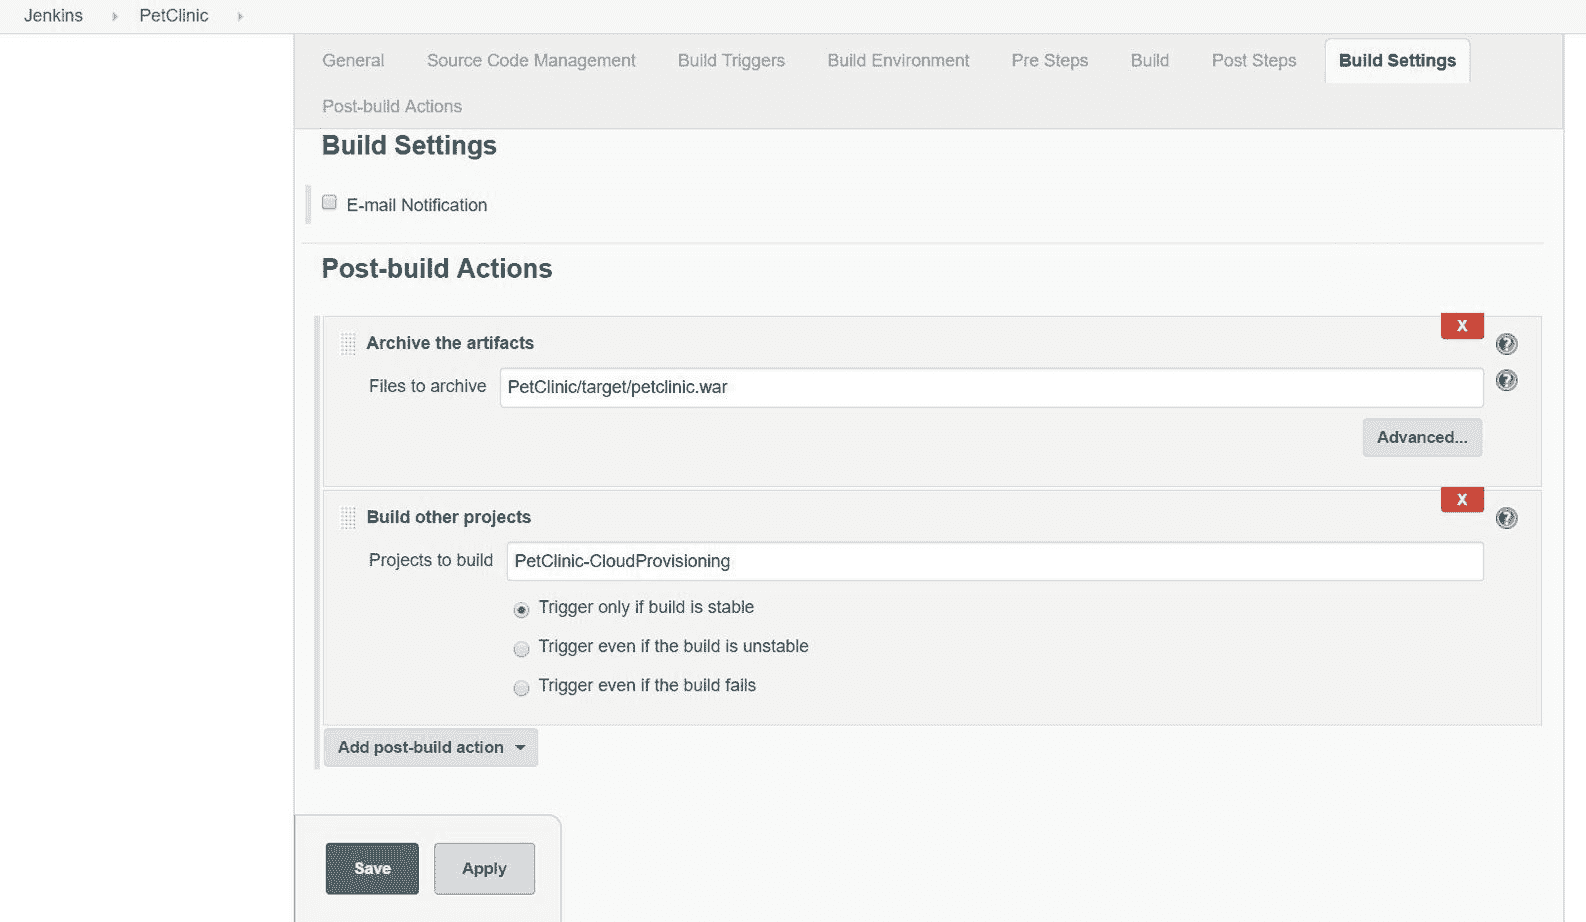 Jenkins PetClinic
General Source Code Management Build Triggers Build Environment Pre Steps Build Post Steps Build Settings
Post-build Actions
Build Settings
E-mail Notification
Post-build Actions
X
Archive the artifacts
?
Files to archive PetClinic/target/petclinic.war ?
Advanced...
X
Build other projects
?
Projects to build PetClinic-CloudProvisioning
Trigger only if build is stable
Trigger even if the build is unstable
Trigger even if the build fails
Add post-build action
Save Apply